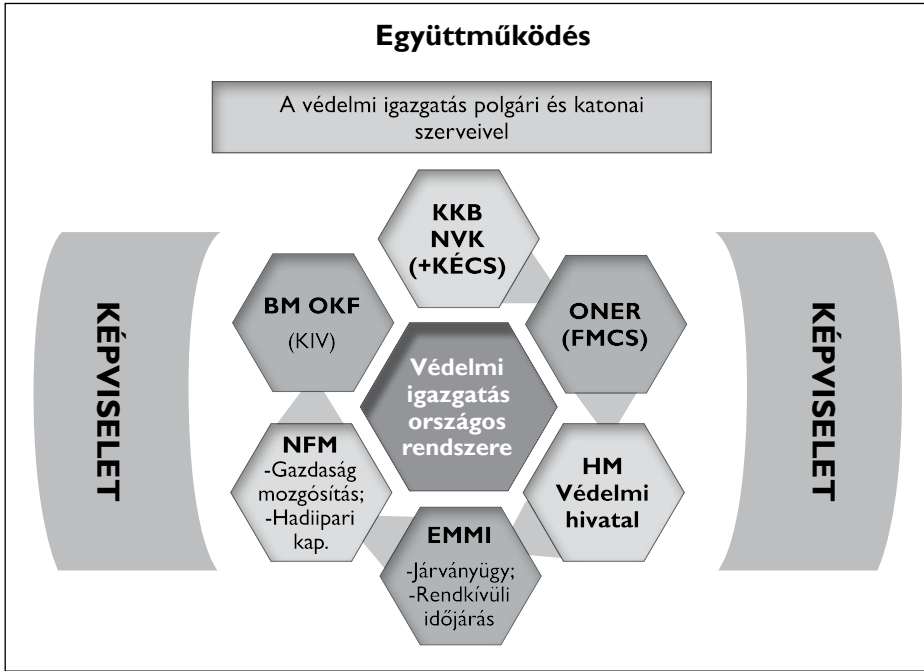 Együttműködés
A védelmi igazgatás polgári és katonai
szerveivel
KÉPVISELET
KKB
NVK
(+KÉCS)
BM OKF
(KIV)
ONER
(FMCS)
Védelmi
igazgatás
országos
rendszere
NFM
-Gazdaság
mozgósítás;
-Hadiipari
kap.
HM
Védelmi
hivatal
EMMI
-Járványügy;
-Rendkívüli
időjárás
KÉPVISELET